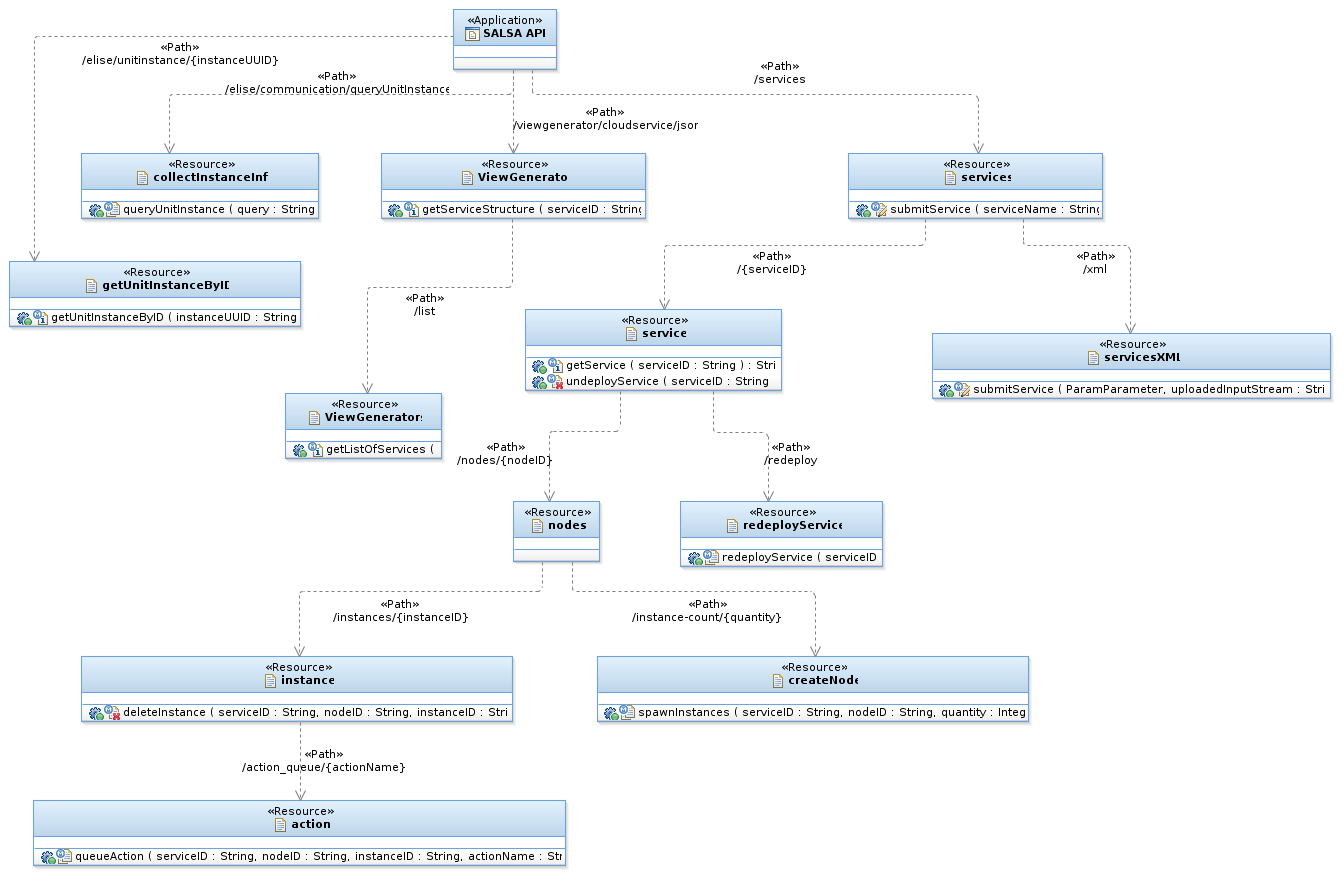 «Application»
SALSA API
«Path»
/elise/unitinstance/{instanceUUID}
«Path»
/elise/communication/queryUnitInstance
«Path»
/viewgenerator/cloudservice/jsor
«Path»
/services
«Resource»
collectInstanceInf
queryUnitInstance ( query : String
«Resource»
ViewGenerato
getServiceStructure ( serviceID : String
«Resource»
services
submitService ( serviceName : String
«Resource»
getUnitInstanceByID
getUnitInstanceByID ( instanceUUID : String
«Path»
/list
«Path»
/{serviceID}
«Path»
/xml
«Resource»
service
getService ( serviceID : String ) : Stri
undeployService ( serviceID : String
«Resource»
servicesXML
submitService ( ParamParameter, uploadedInputStream : Stri
«Resource»
ViewGenerators
getListOfServices (
«Path»
/nodes/{nodeID}
«Path»
/redeploy
«Resource»
nodes
«Resource»
redeployService
redeployService ( serviceID
«Path»
/instances/{instanceID}
«Path»
/instance-count/{quantity}
«Resource»
instance
deleteInstance ( serviceID : String, nodeID : String, instanceID : Stri
«Resource»
createNode
spawnInstances ( serviceID : String, nodeID : String, quantity : Integ
«Path»
/action_queue/{actionName}
«Resource»
action
queueAction ( serviceID : String, nodeID : String, instanceID : String, actionName : Str